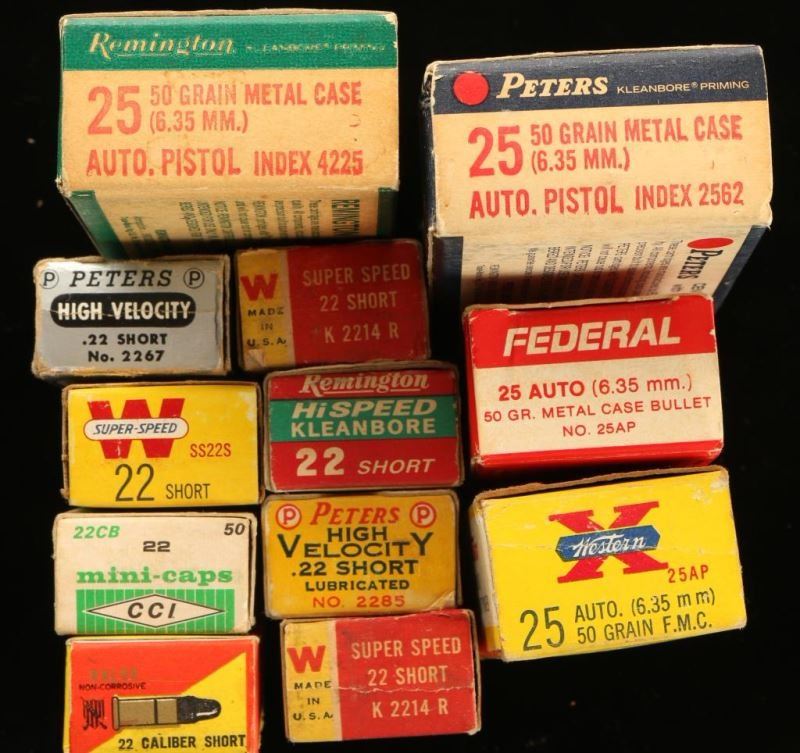 Remington KLEANBORE PRIMING
25 50 GRAIN METAL CASE
(6.35 MM.)
AUTO. PISTOL INDEX 4225
PETERS KLEANBORE® PRIMING
25 50 GRAIN METAL CASE
(6.35 MM.)
AUTO. PISTOL INDEX 2562
PETERS
P PETERS P
HIGH VELOCITY
.22 SHORT
No. 2267
W
MADE
IN
U.S.A.
SUPER SPEED
22 SHORT
K 2214 R
FEDERAL
25 AUTO (6.35 mm.)
50 GR. METAL CASE BULLET
NO. 25AP
W
SUPER-SPEED
SS22S
22 SHORT
Remington
HiSPEED
KLEANBORE
22 SHORT
22CB 50
22
mini-caps
CCI
P PETERS P
HIGH
VELOCITY
.22 SHORT
LUBRICATED
NO. 2285
X
Western
25AP
25 AUTO. (6.35 mm)
50 GRAIN F.M.C.
NON-CORROSIVE
22 CALIBER SHORT
W
MADE
IN
U.S.A.
SUPER SPEED
22 SHORT
K 2214 R